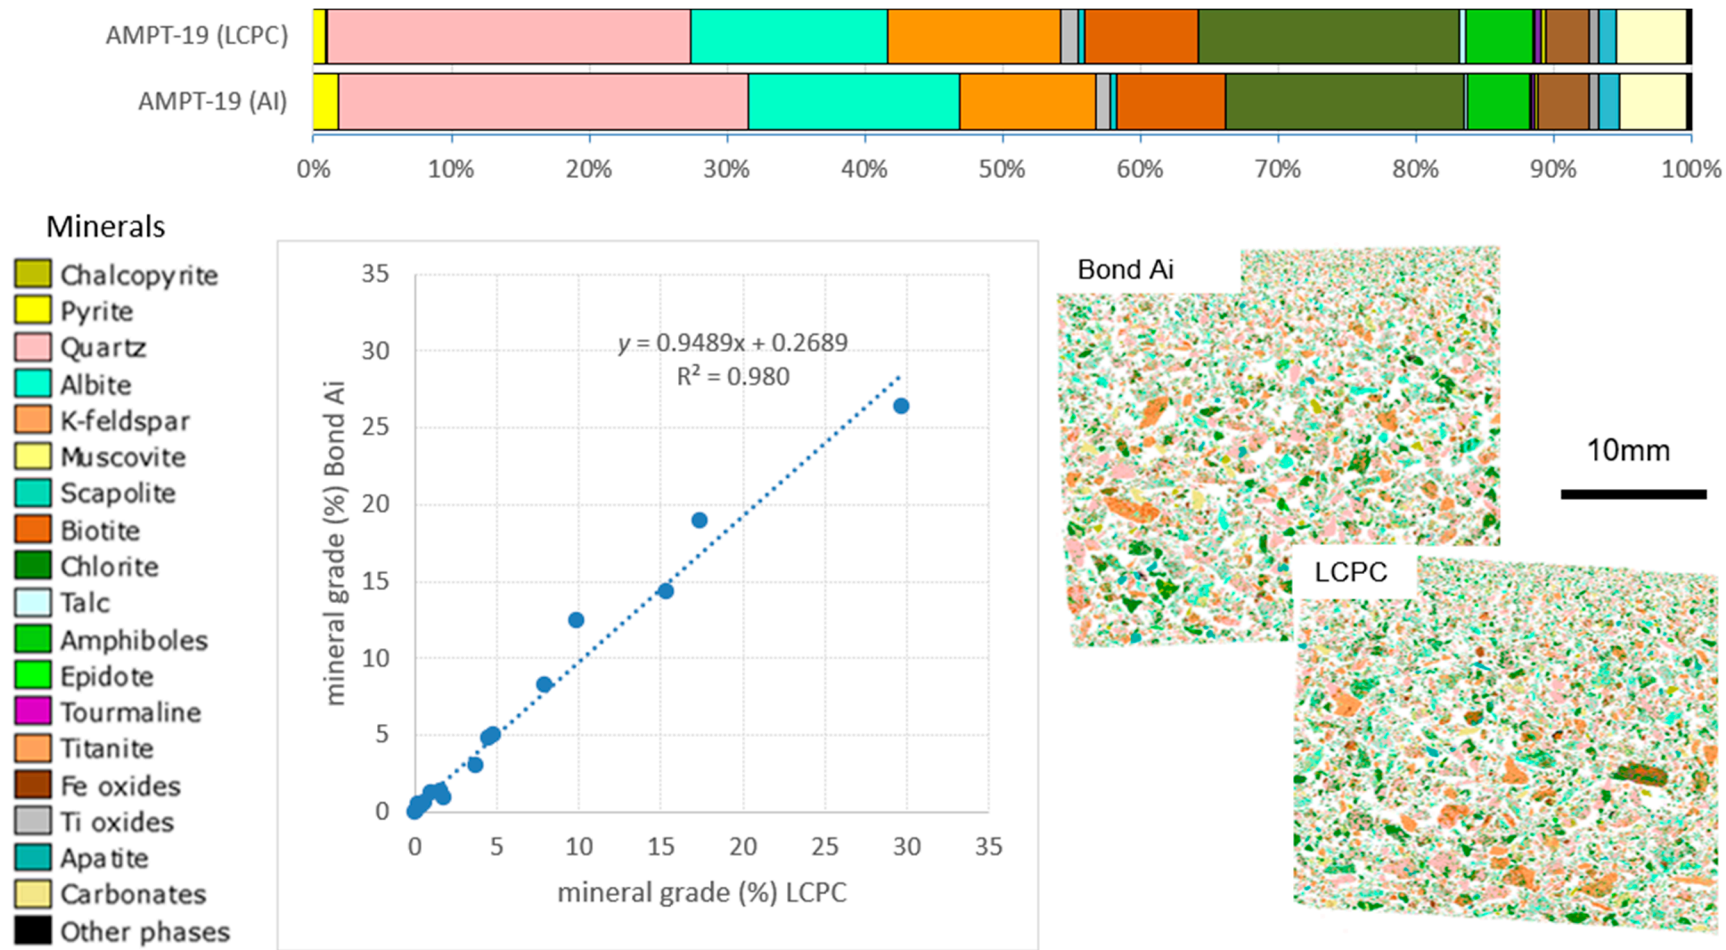 AMPT-19 (LCPC)
AMPT-19 (AI)
0% 10% 20% 30% 40% 50% 60% 70% 80% 90% 100%
Minerals
Chalcopyrite
Pyrite
Quartz
Albite
K-feldspar
Muscovite
Scapolite
Biotite
Chlorite
Talc
Amphiboles
Epidote
Tourmaline
Titanite
Fe oxides
Ti oxides
Apatite
Carbonates
Other phases
mineral grade (%) Bond Ai
35
30
25
20
15
10
5
0
y = 0.9489x + 0.2689
R² = 0.980
0 5 10 15 20 25 30 35
mineral grade (%) LCPC
Bond Ai
10mm
LCPC